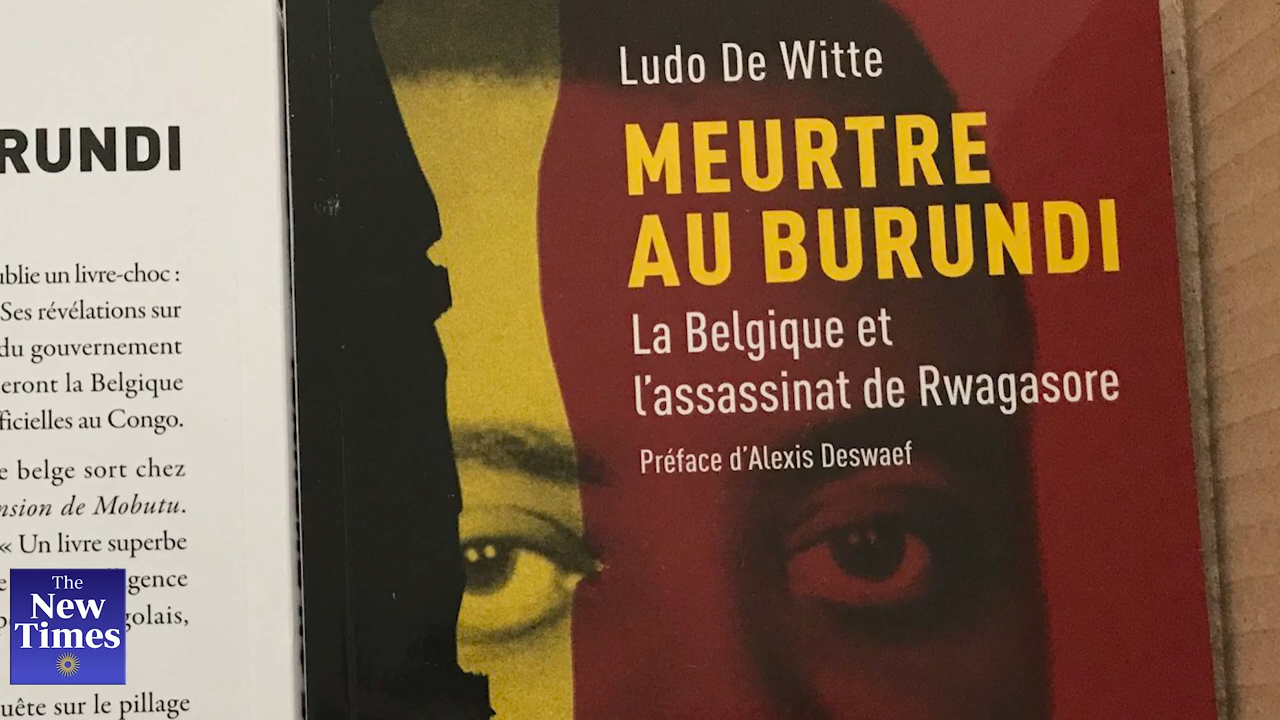 RUNDI
ublie un livre-choc :
Ses révélations sur
du gouvernement
eront la Belgique
fficielles au Congo.
e belge sort chez
nsion de Mobutu.
« Un livre superbe
gence
golais,
uête sur le pillage
The
New
Times
Ludo De Witte
MEURTRE
AU BURUNDI
La Belgique et
l'assassinat de Rwagasore
Préface d'Alexis Deswaef